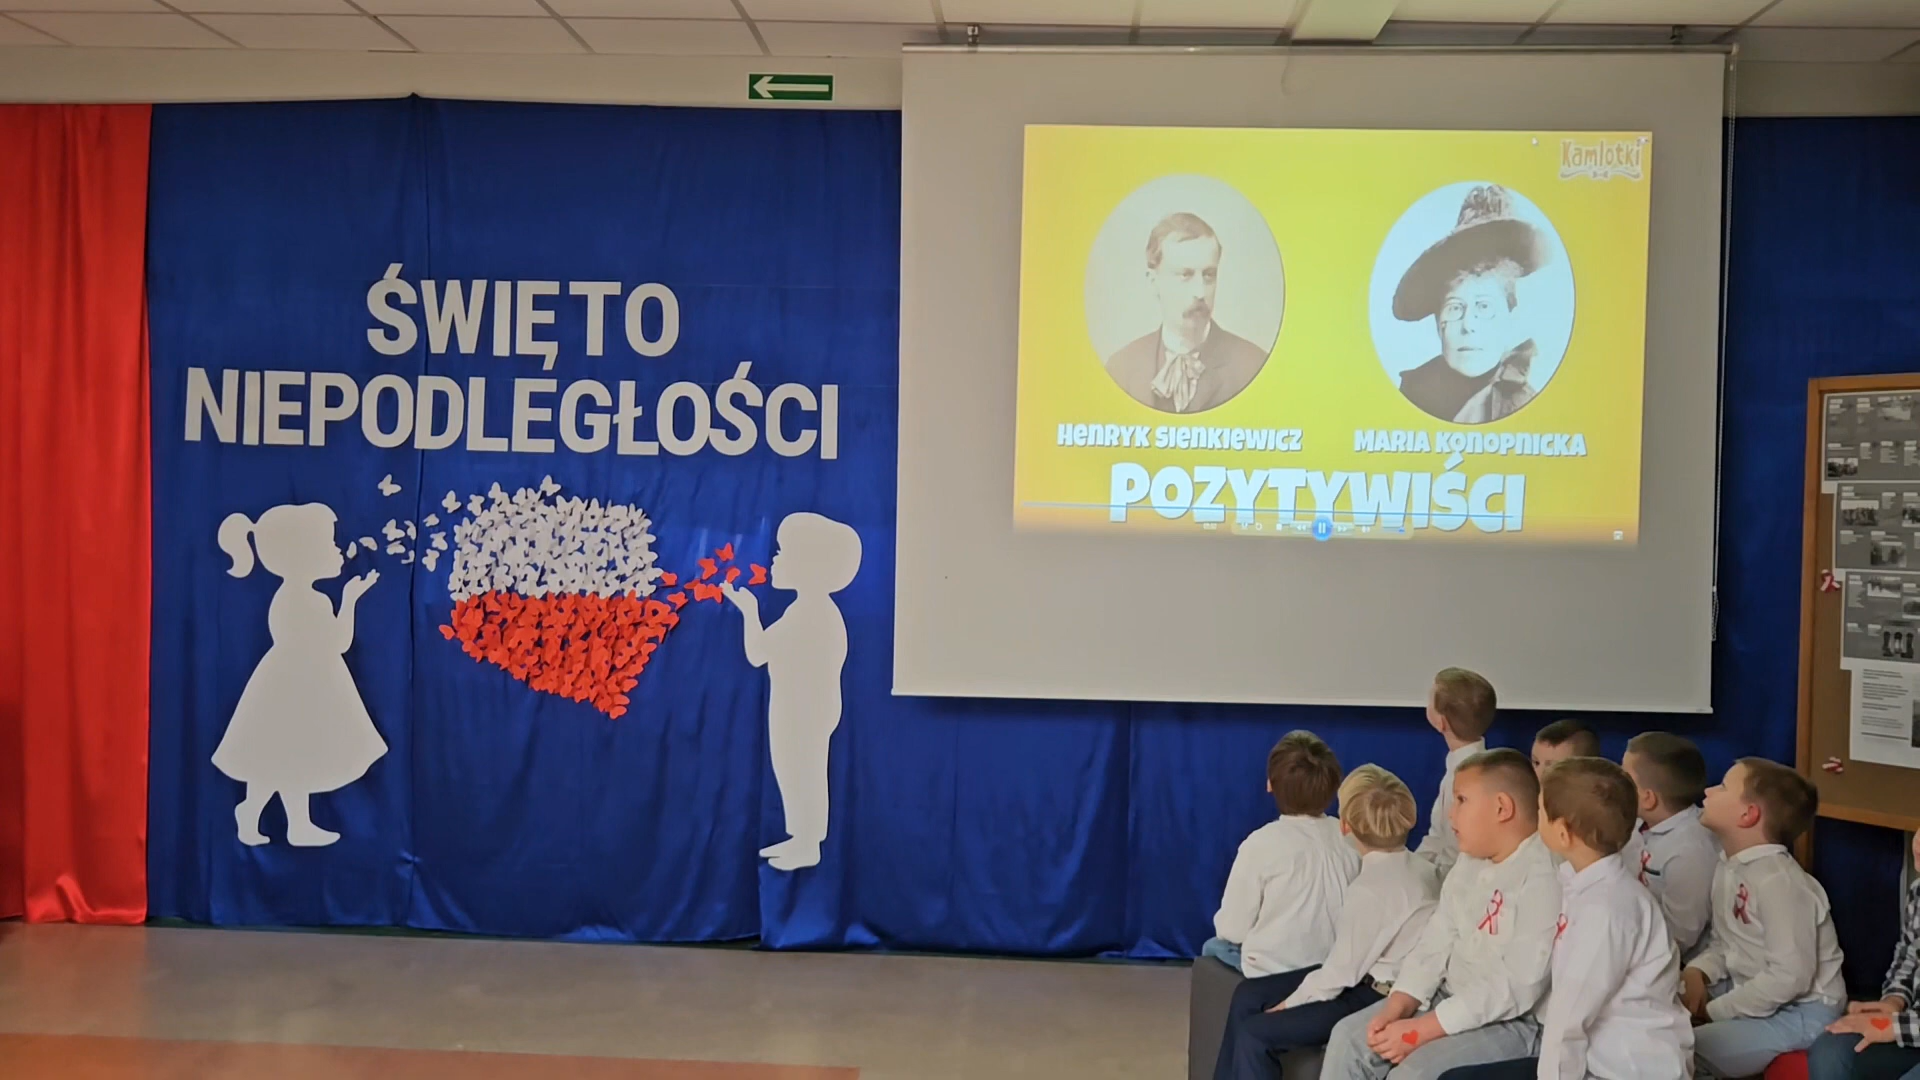 ŚWIĘTO
NIEPODLEGŁOŚCI
Kamlotki
HENRYK SIENKIEWICZ
MARIA KONOPNICKA
POZYTYWIŚCI